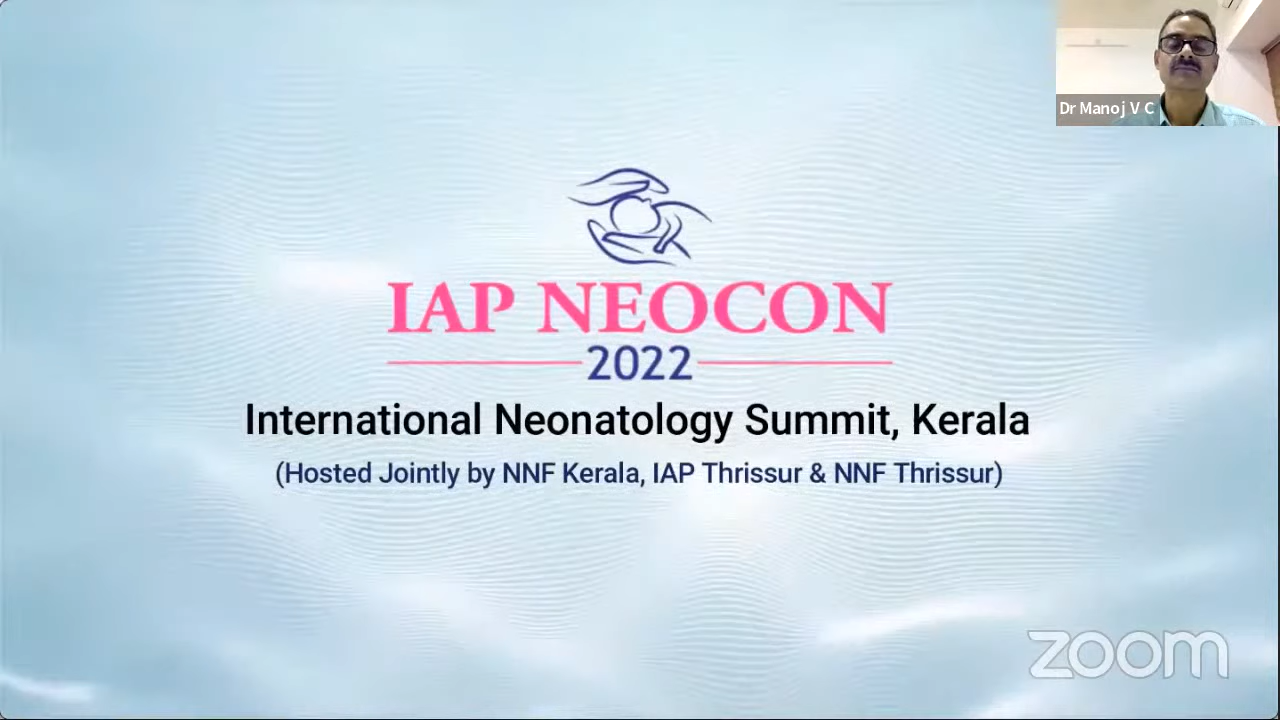 Dr Manoj V C
IAP NEOCON
2022
International Neonatology Summit, Kerala
(Hosted Jointly by NNF Kerala, IAP Thrissur & NNF Thrissur)
zoom